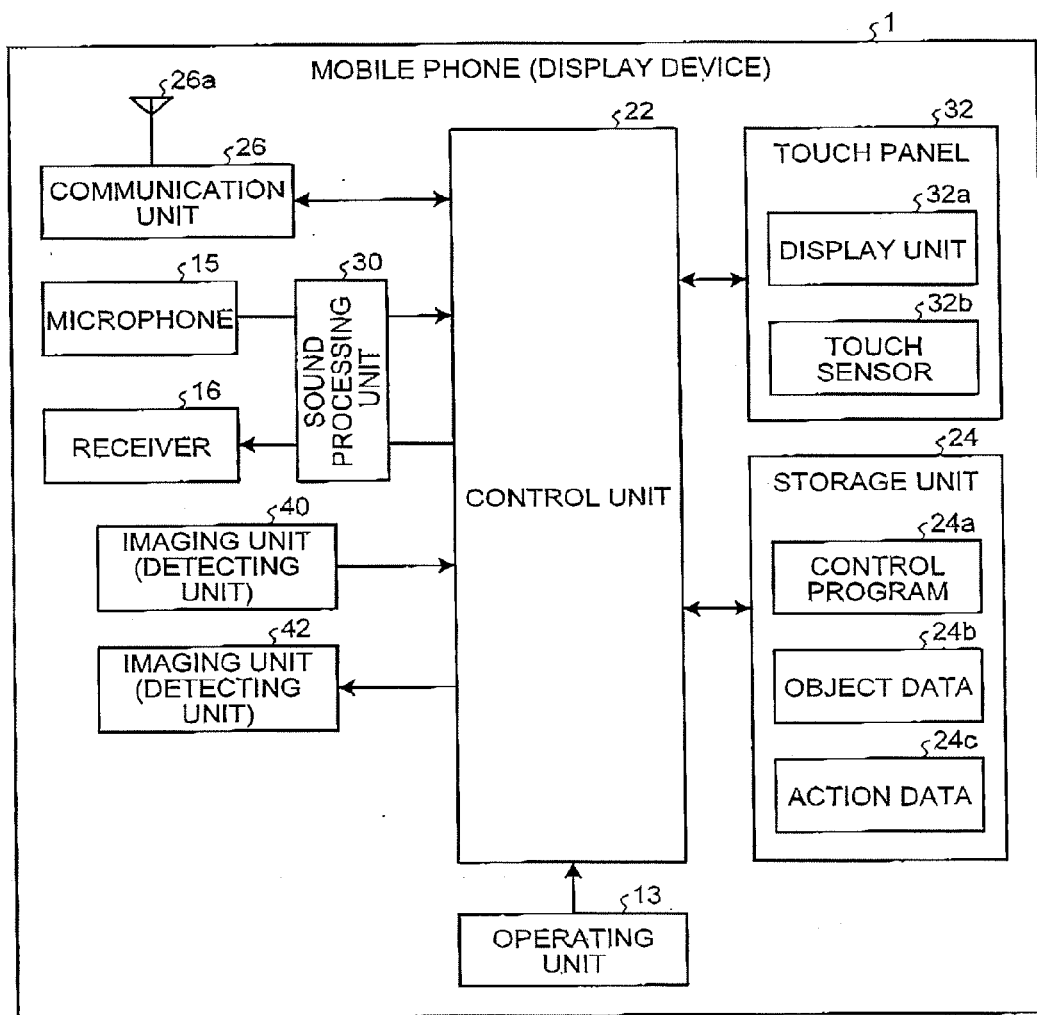 1
MOBILE PHONE (DISPLAY DEVICE)
26a
26
COMMUNICATION
UNIT
15
MICROPHONE
30
SOUND
PROCESSING
UNIT
16
RECEIVER
40
IMAGING UNIT
(DETECTING
UNIT)
42
IMAGING UNIT
(DETECTING
UNIT)
22
CONTROL UNIT
13
OPERATING
UNIT
32
TOUCH PANEL
32a
DISPLAY UNIT
32b
TOUCH
SENSOR
24
STORAGE UNIT
24a
CONTROL
PROGRAM
24b
OBJECT DATA
24c
ACTION DATA